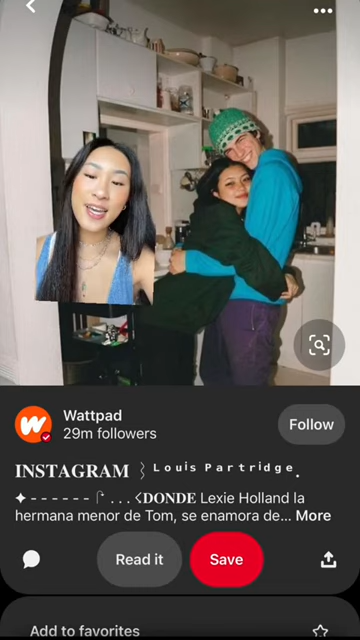 Wattpad
29m followers
Follow
INSTAGRAM ⌇ ᴸᵒᵘⁱˢ ᴾᵃʳᵗʳⁱᵈᵍᵉ.
✦ - - - - - - ꒰ . . . ☇𝐃𝐎𝐍𝐃𝐄 Lexie Holland la
hermana menor de Tom, se enamora de... More
Read it
Save
Add to favorites